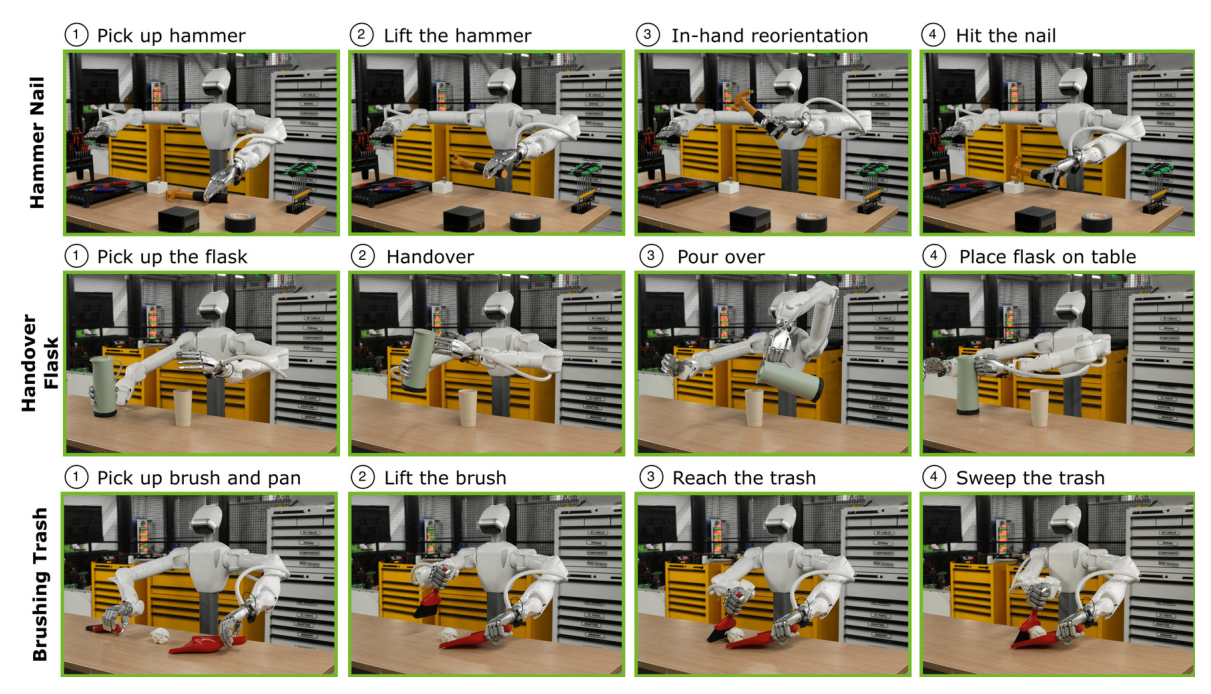 1 Pick up hammer
2 Lift the hammer
3 In-hand reorientation
4 Hit the nail
Hammer Nail
1 Pick up the flask
2 Handover
3 Pour over
4 Place flask on table
Handover
Flask
1 Pick up brush and pan
2 Lift the brush
3 Reach the trash
4 Sweep the trash
Brushing Trash